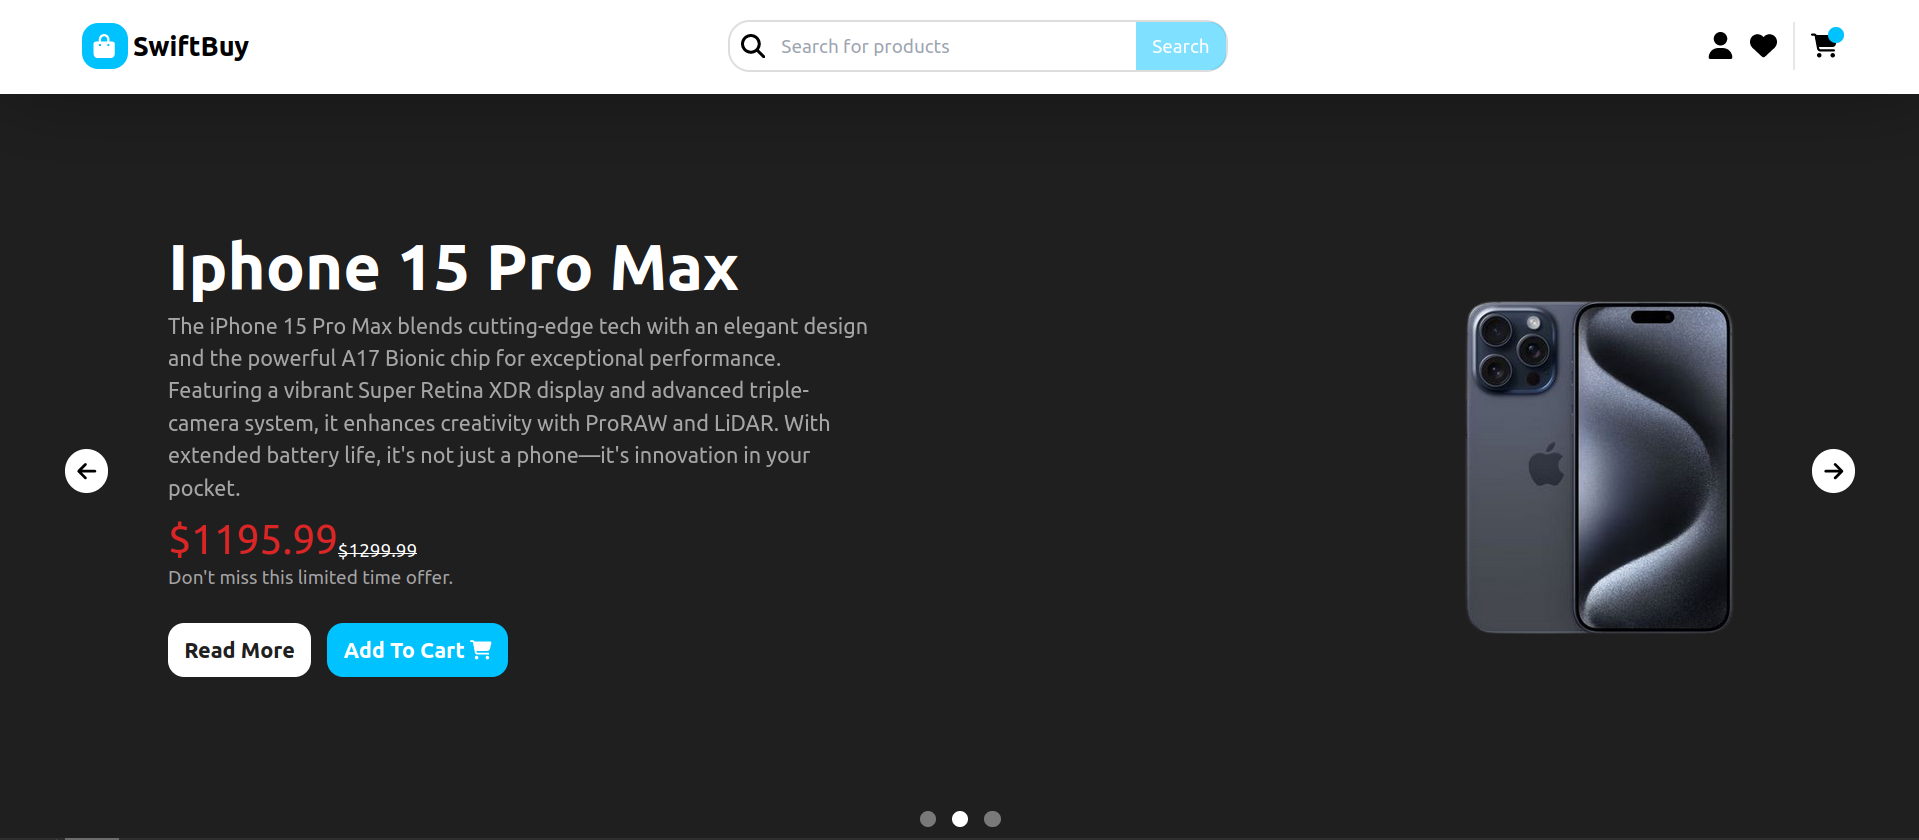 SwiftBuy
Search for products
Search
Iphone 15 Pro Max
The iPhone 15 Pro Max blends cutting-edge tech with an elegant design
and the powerful A17 Bionic chip for exceptional performance.
Featuring a vibrant Super Retina XDR display and advanced triple-
camera system, it enhances creativity with ProRAW and LiDAR. With
extended battery life, it's not just a phone—it's innovation in your
pocket.
$1195.99 $1299.99
Don't miss this limited time offer.
Read More
Add To Cart